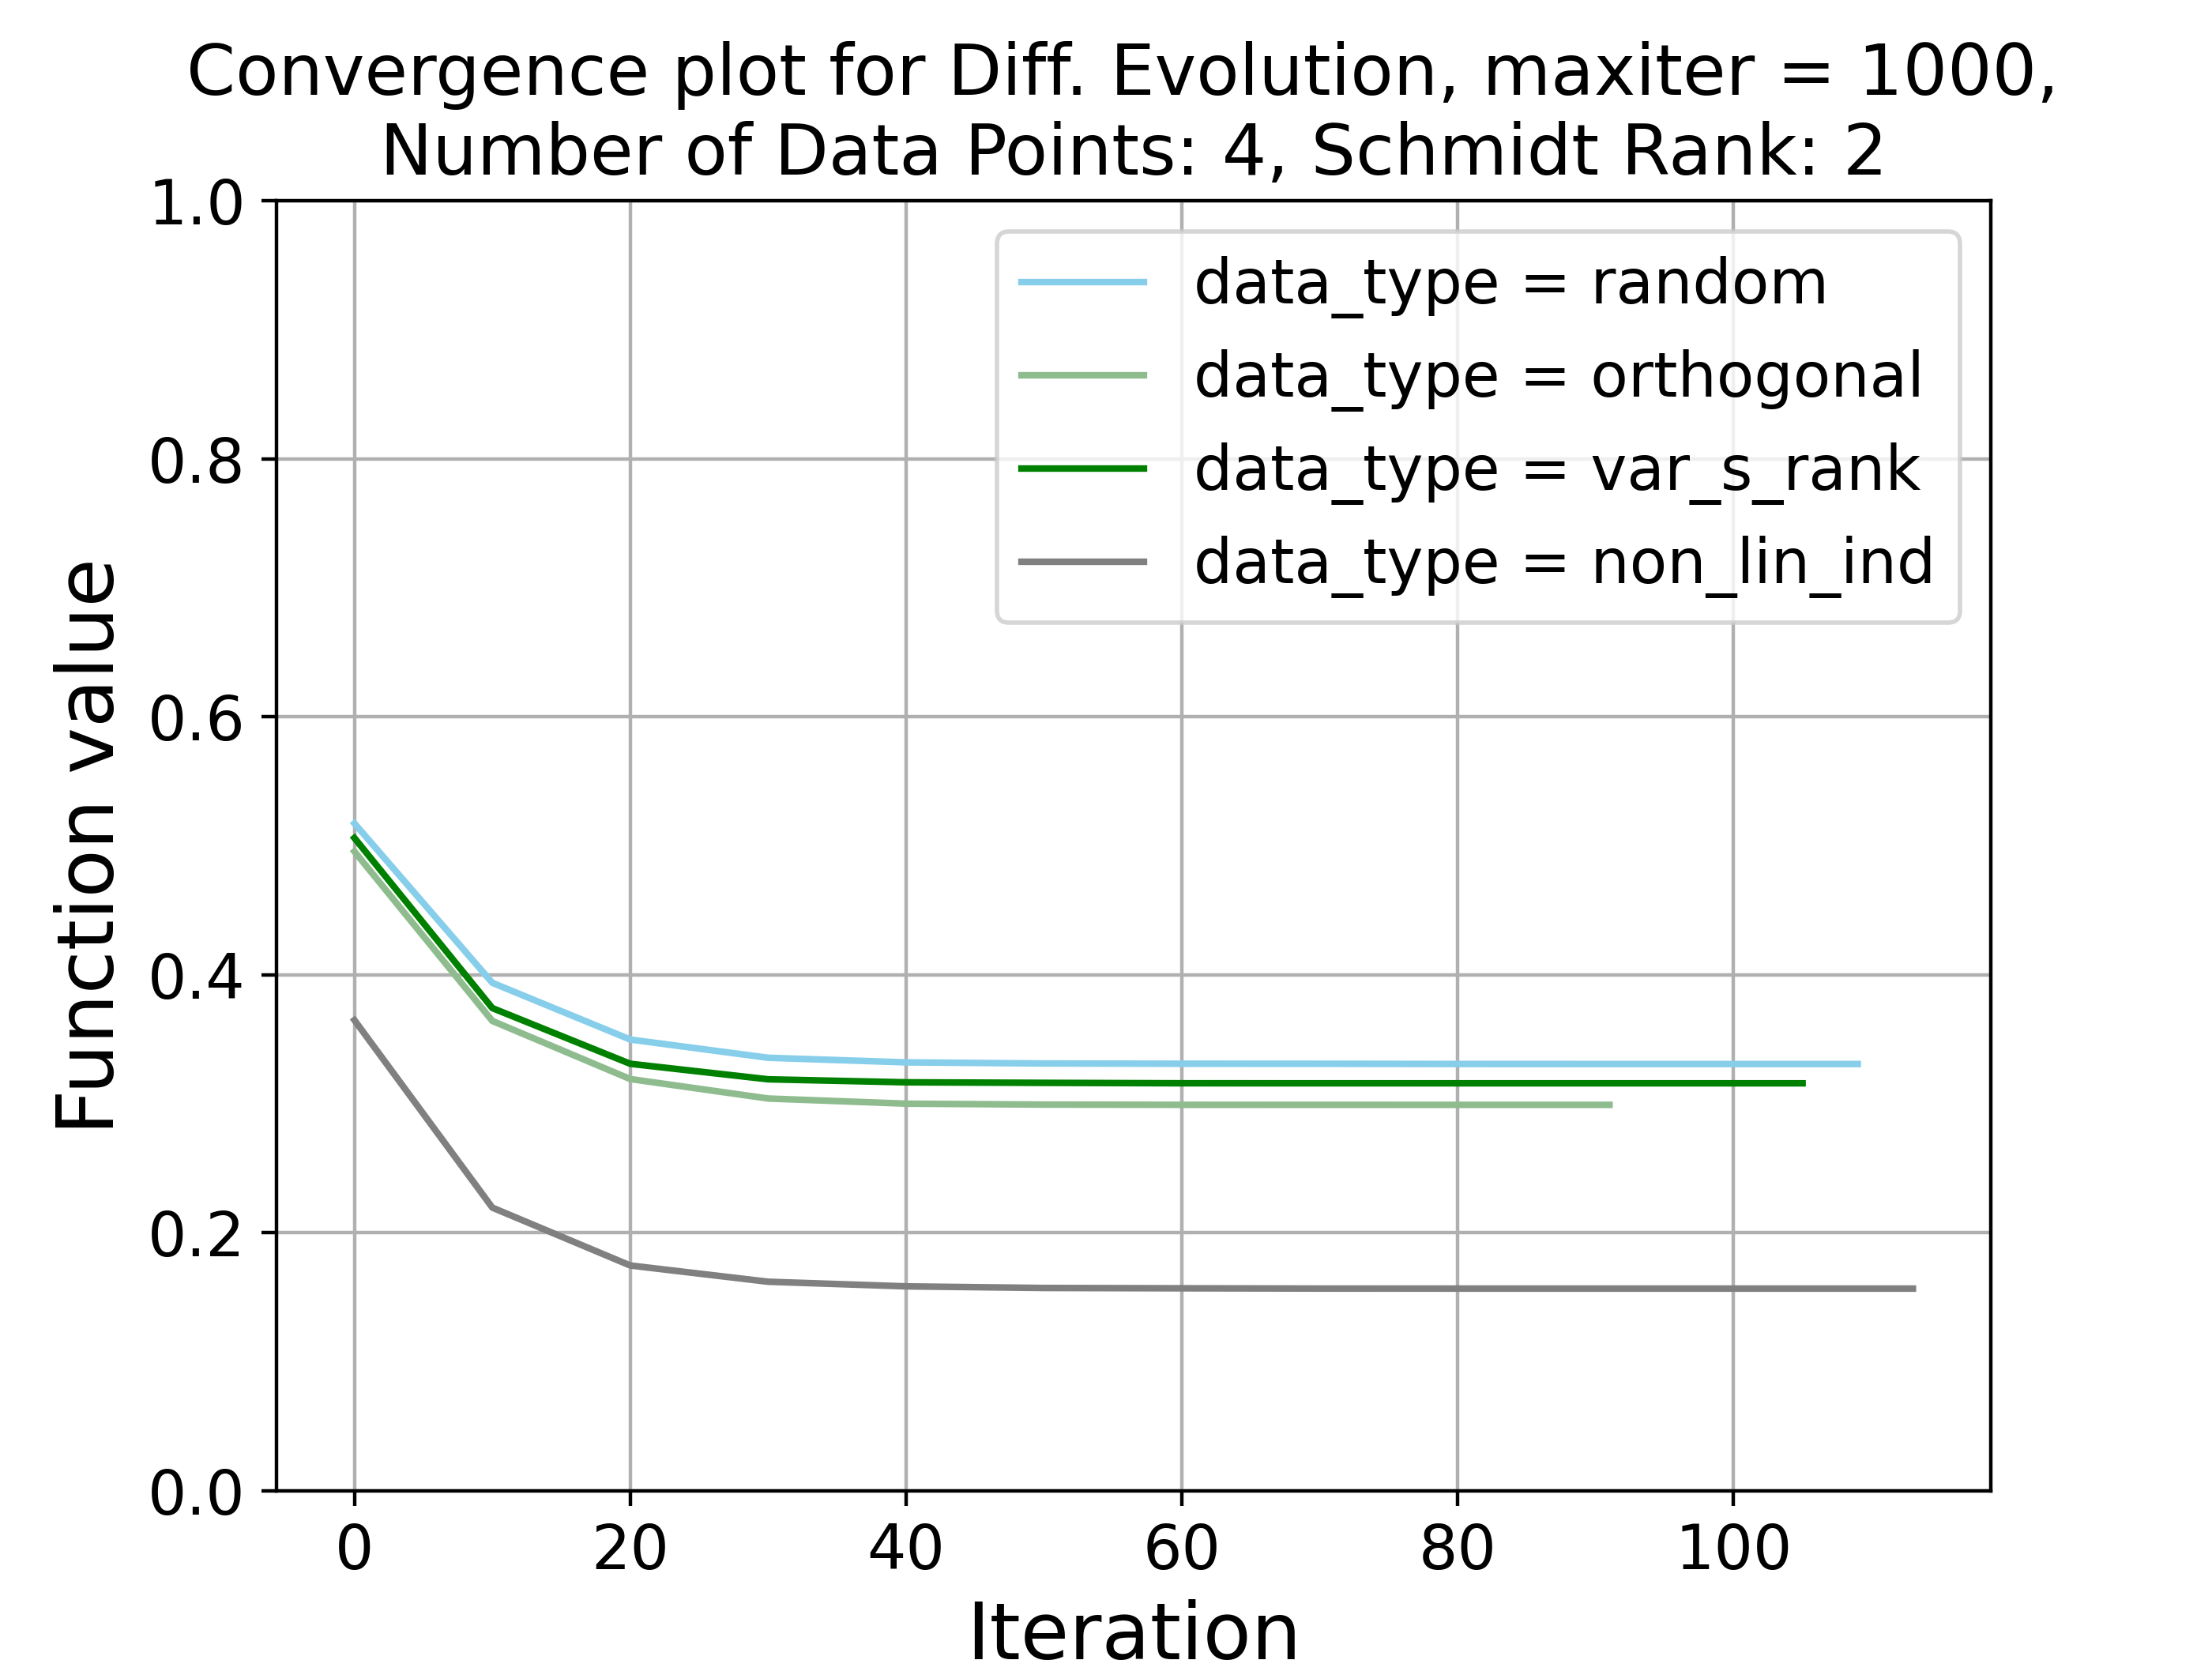 Convergence plot for Diff. Evolution, maxiter = 1000,
Number of Data Points: 4, Schmidt Rank: 2
1.0
0.8
0.6
0.4
0.2
0.0
Function value
data_type = random
data_type = orthogonal
data_type = var_s_rank
data_type = non_lin_ind
0 20 40 60 80 100
Iteration